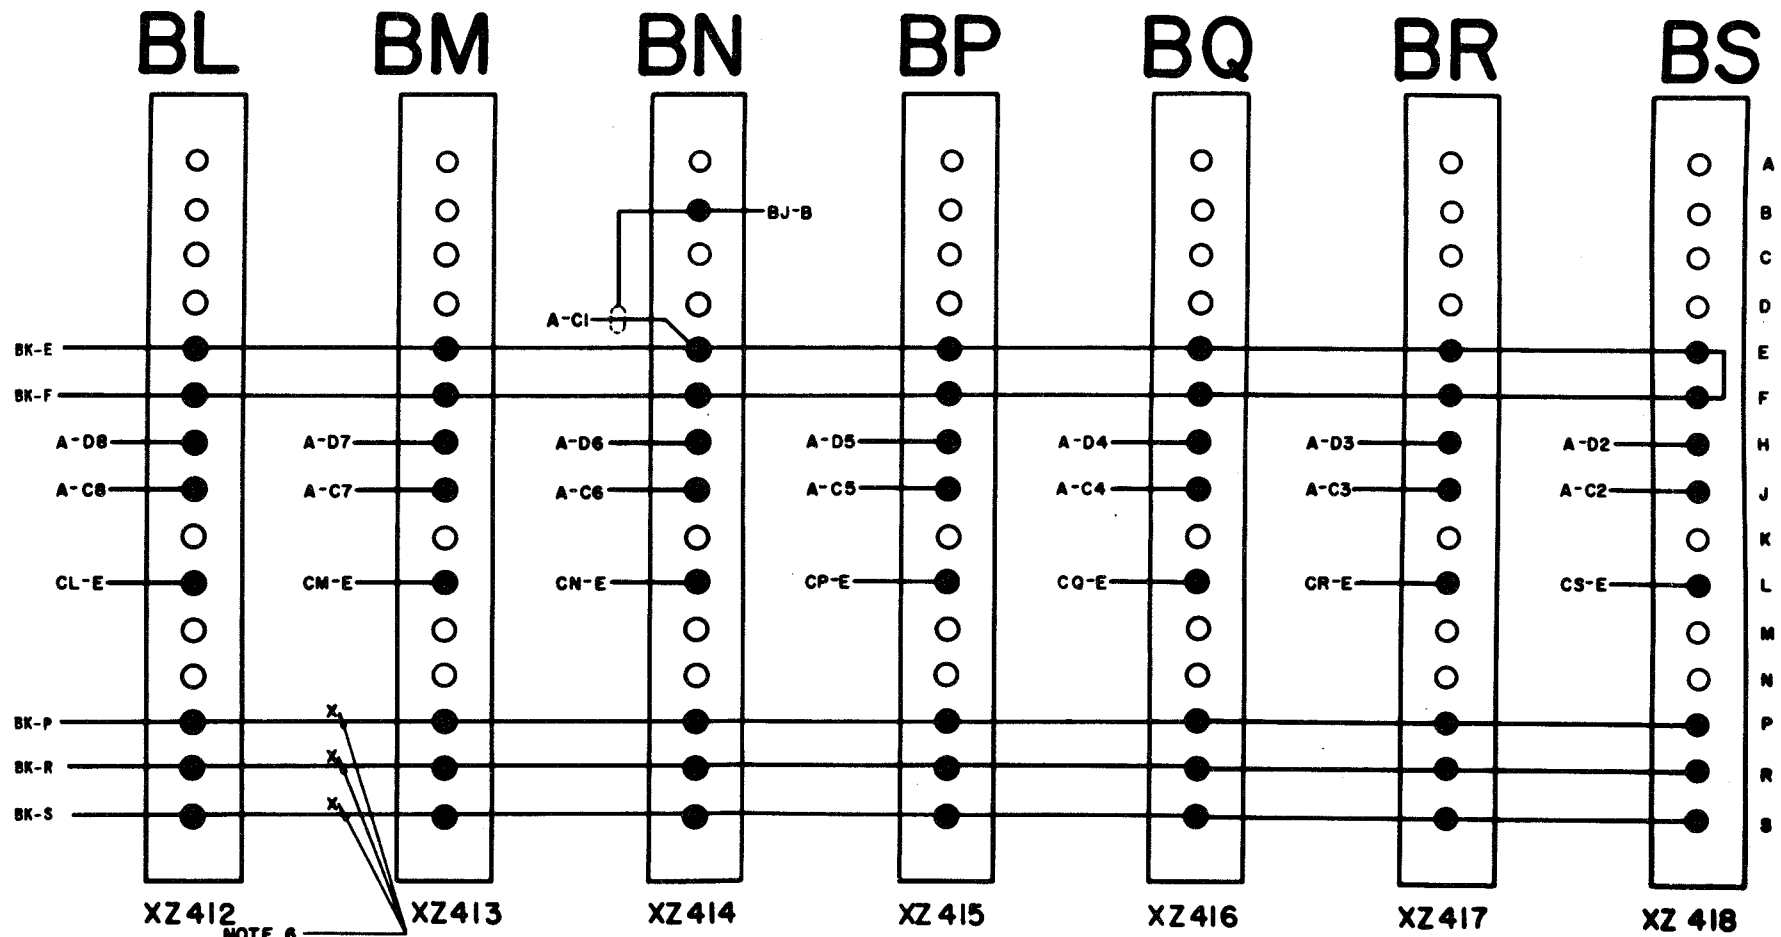 BL BM BN BP BQ BR BS
A
BJ-B B
C
D
A-C1
BK-E E
BK-F F
A-D8 A-D7 A-D6 A-D5 A-D4 A-D3 A-D2 H
A-C8 A-C7 A-C6 A-C5 A-C4 A-C3 A-C2 J
K
CL-E CM-E CN-E CP-E CQ-E CR-E CS-E L
M
N
BK-P X P
BK-R X R
BK-S X S
XZ412 XZ413 XZ414 XZ415 XZ416 XZ417 XZ418
NOTE 6